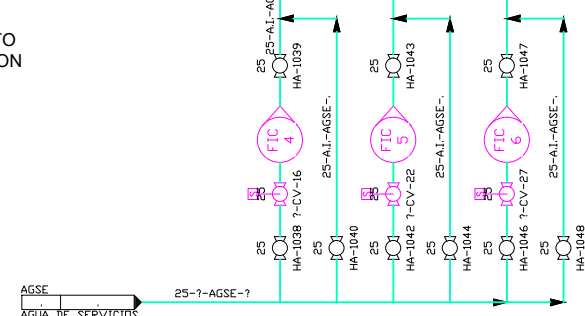 TO
ION
25-A.I.-AG
25
HA-1039
25
HA-1043
25
HA-1047
FIC
4
FIC
5
FIC
6
25-A.I.-AGSE-.
25-A.I.-AGSE-.
25-A.I.-AGSE-.
?-CV-16
?-CV-22
?-CV-27
25
25
25
25
HA-1038
25
HA-1040
25
HA-1042
25
HA-1044
25
HA-1046
25
HA-1048
AGSE
25-?-AGSE-?
AGUA DE SERVICIOS